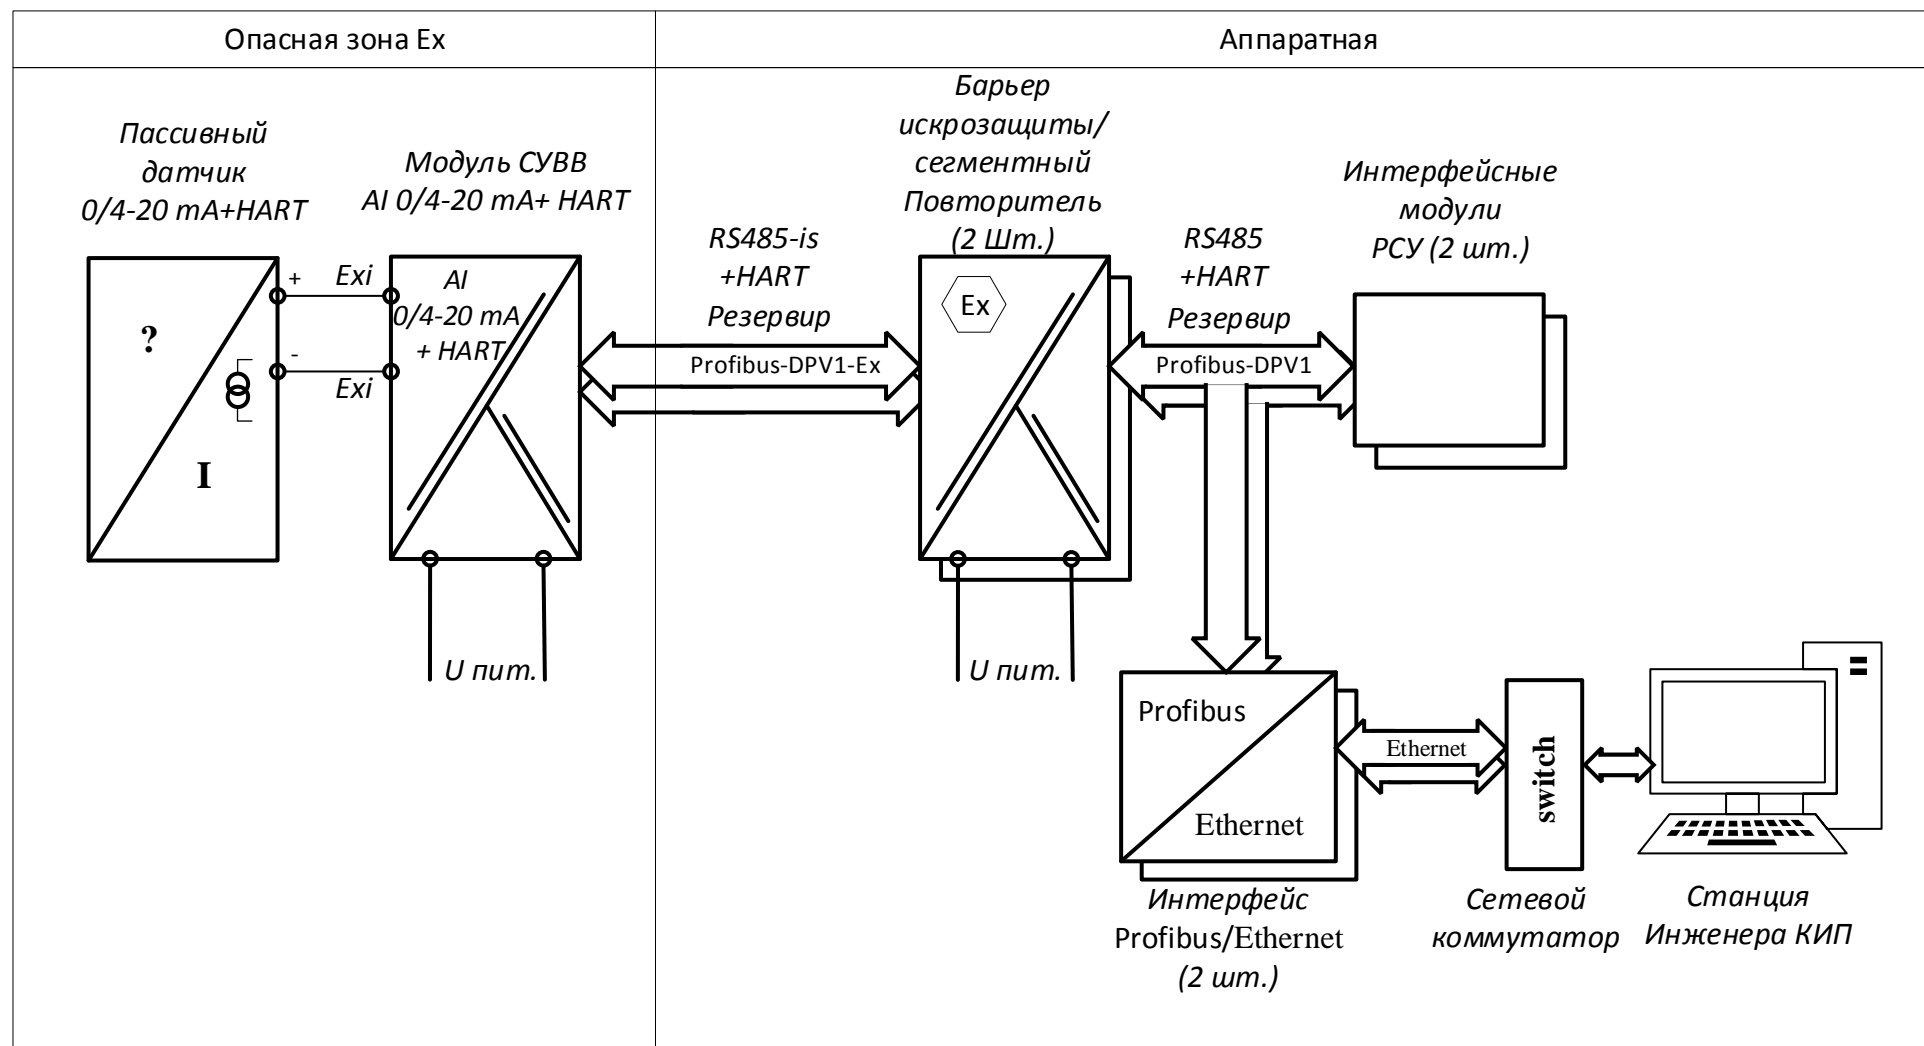 Опасная зона Ex
Аппаратная
Пассивный
датчик
0/4-20 mA+HART
Модуль СУВВ
AI 0/4-20 mA+ HART
Барьер
искрозащиты/
сегментный
Повторитель
(2 Шт.)
Интерфейсные
модули
РСУ (2 шт.)
RS485-is
+HART
Резервир
RS485
+HART
Резервир
+
Exi
-
Exi
?
I
AI
0/4-20 mA
+ HART
Profibus-DPV1-Ex
Ex
Profibus-DPV1
U пит.
U пит.
Profibus
Ethernet
Ethernet
switch
Интерфейс
Profibus/Ethernet
(2 шт.)
Сетевой
коммутатор
Станция
Инженера КИП